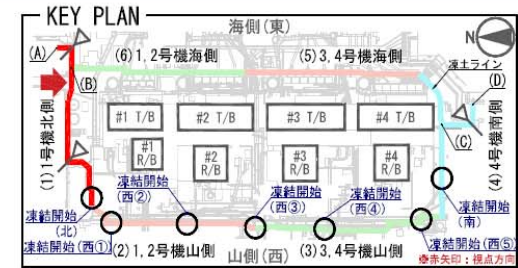 KEY PLAN
海側(東)
N
(A)
(6)1,2号機海側
(5)3,4号機海側
凍土ライン
(B)
(D)
#1 T/B
#2 T/B
#3 T/B
#4 T/B
(C)
(1)1号機北側
#1
R/B
#2
R/B
#3
R/B
#4
R/B
(4)4号機南側
凍結開始
(西②)
凍結開始
(西③)
凍結開始
(西④)
凍結開始
(北)
凍結開始
(南)
凍結開始(西①)
(2)1,2号機山側
山側(西)
(3)3,4号機山側
凍結開始(西⑤)
※赤矢印：視点方向